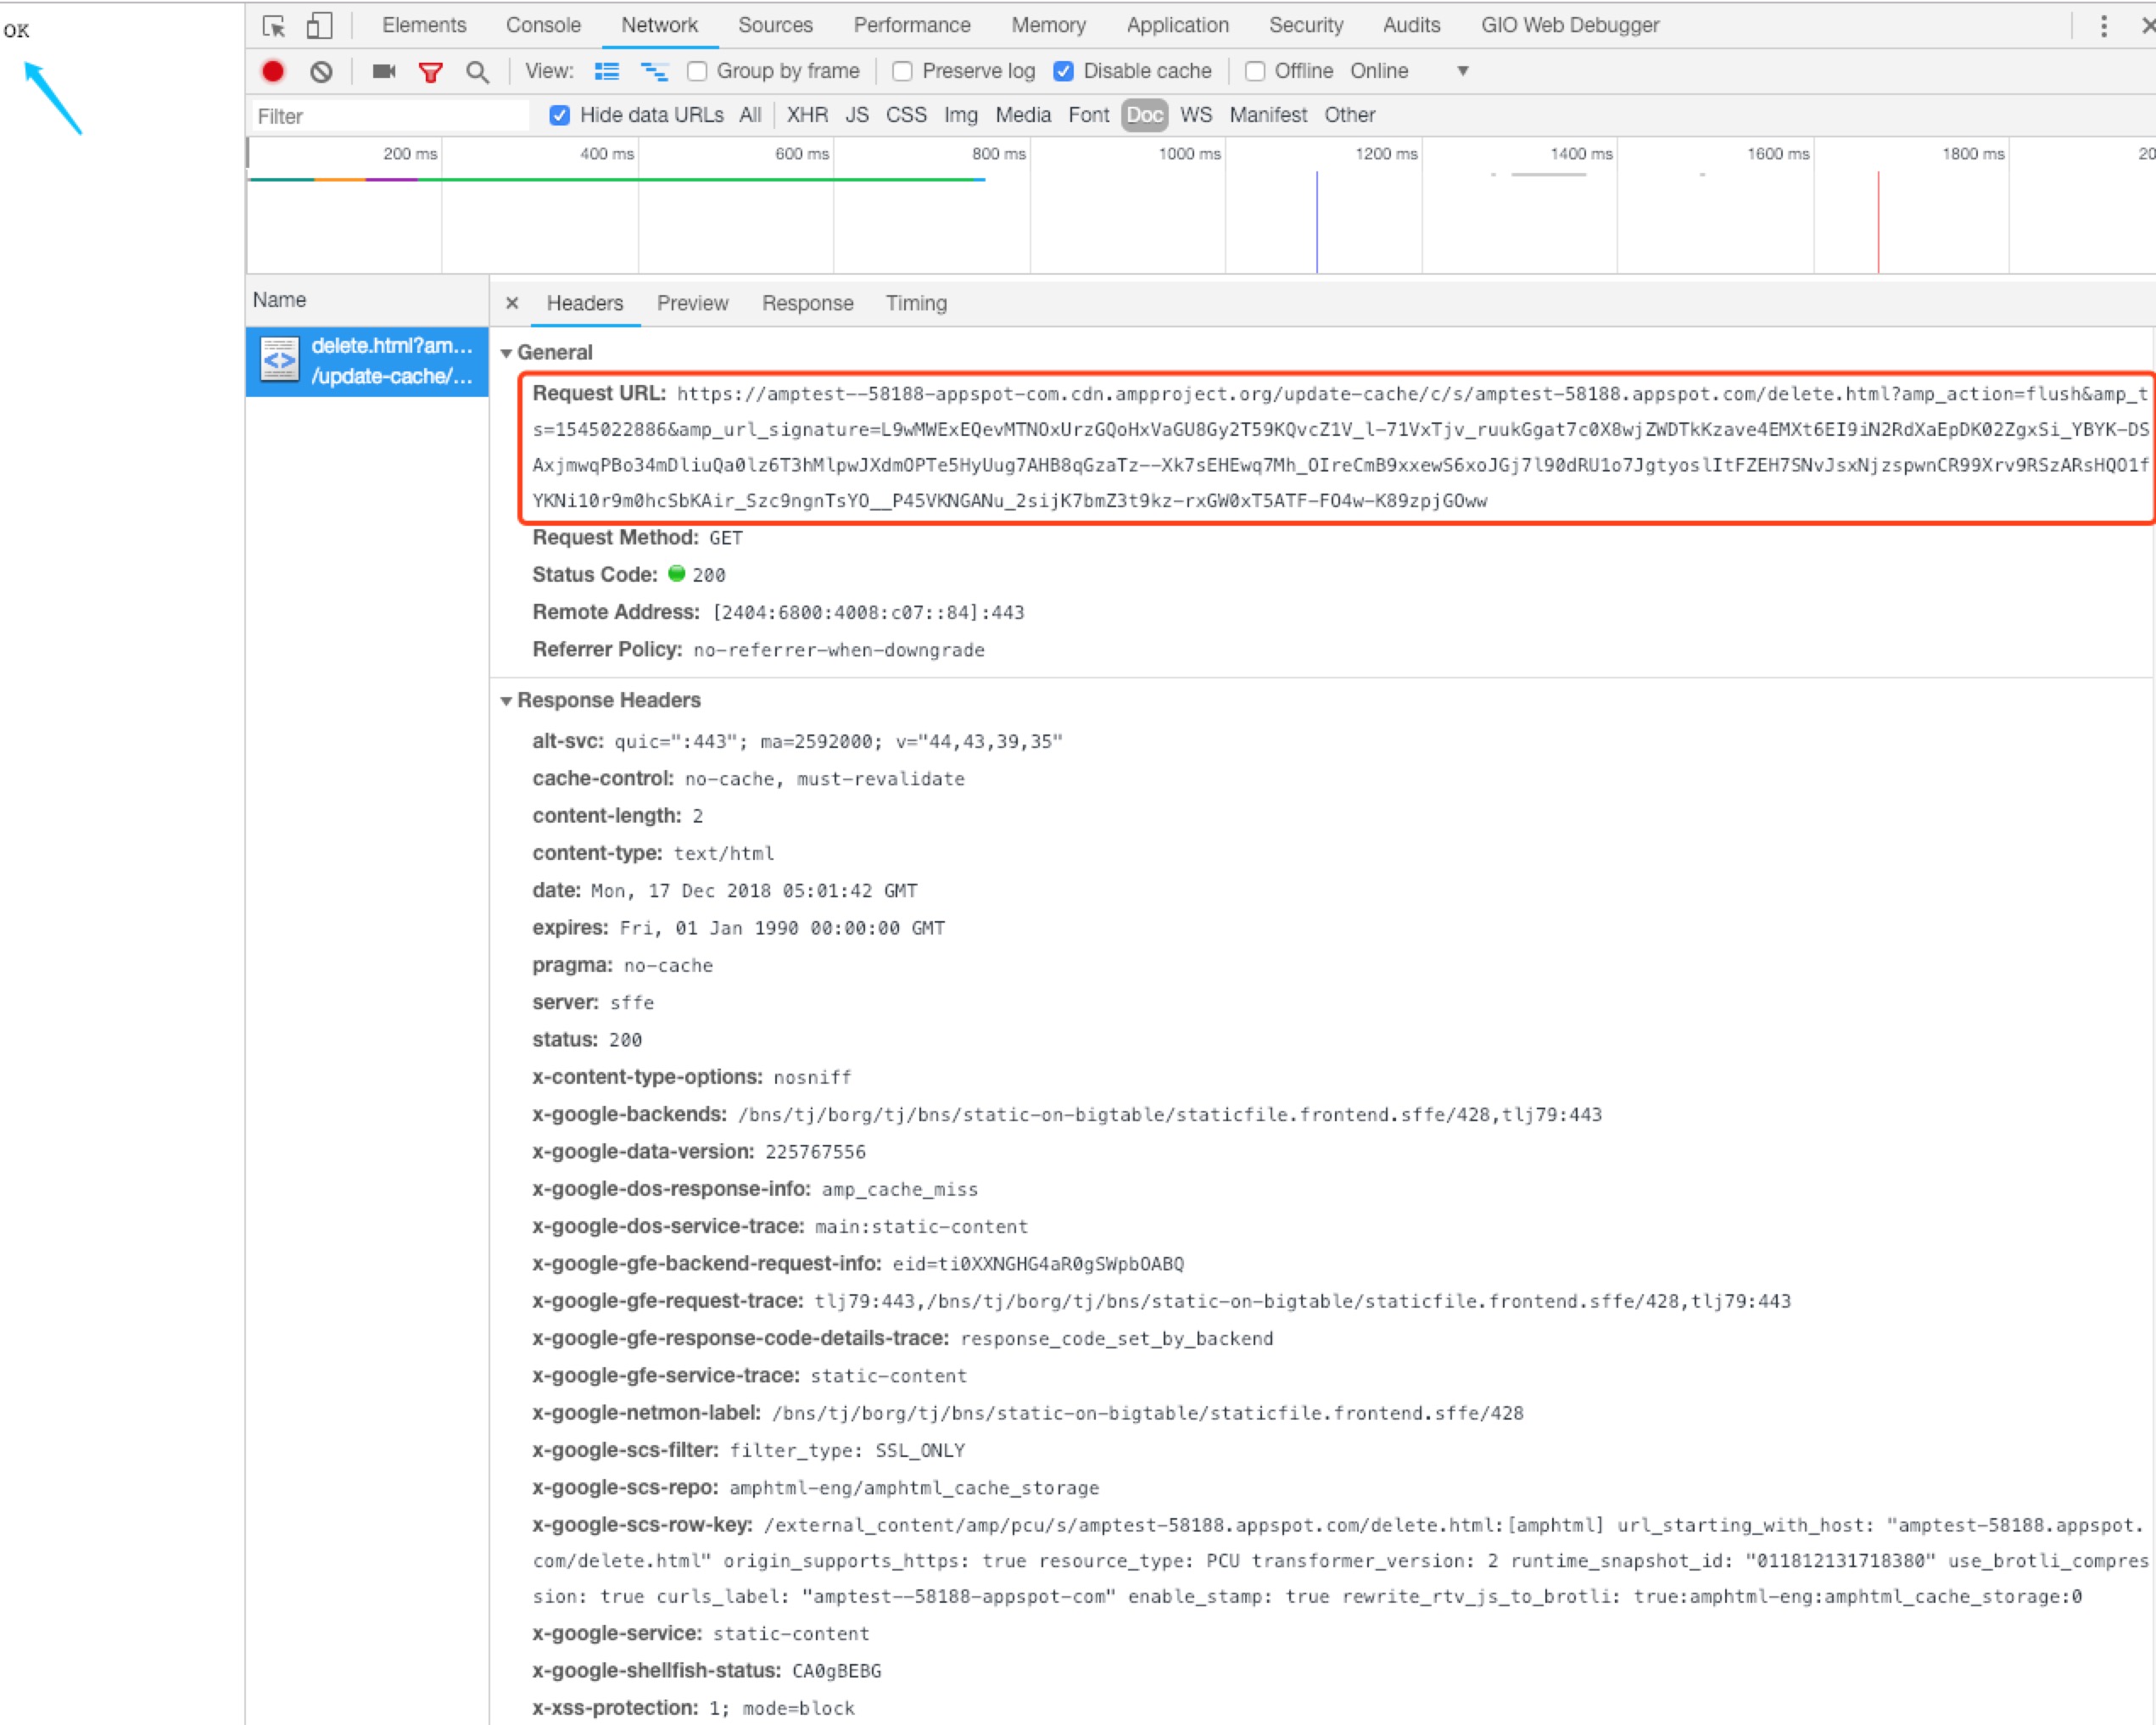 OK
Elements Console Network Sources Performance Memory Application Security Audits GIO Web Debugger
View: Group by frame Preserve log Disable cache Offline Online
Filter Hide data URLs All XHR JS CSS Img Media Font Doc WS Manifest Other
200 ms 400 ms 600 ms 800 ms 1000 ms 1200 ms 1400 ms 1600 ms 1800 ms 20
Name
Headers Preview Response Timing
delete.html?am...
/update-cache/...
General
Request URL: https://amptest--58188-appspot-com.cdn.ampproject.org/update-cache/c/s/amptest-58188.appspot.com/delete.html?amp_action=flush&amp_t
s=1545022886&amp_url_signature=L9wMWExEQevMTNOxUrzGQoHxVaGU8Gy2T59KQvcZ1V_l-71VxTjv_ruukGgat7c0X8wjZWDTkKzave4EMXt6EI9iN2RdXaEpDK02ZgxSi_YBYK-DS
AxjmwqPBo34mDliuQa0lz6T3hMlpwJXdmOPTe5HyUug7AHB8qGzaTz--Xk7sEHEwq7Mh_OIreCmB9xxewS6xoJGj7l90dRU1o7JgtyoslItFZEH7SNvJsxNjzspwnCR99Xrv9RSzARsHQO1f
YKNi10r9m0hcSbKAir_Szc9ngnTsYO__P45VKNGANu_2sijK7bmZ3t9kz-rxGW0xT5ATF-FO4w-K89zpjGOww
Request Method: GET
Status Code: 200
Remote Address: [2404:6800:4008:c07::84]:443
Referrer Policy: no-referrer-when-downgrade
Response Headers
alt-svc: quic=":443"; ma=2592000; v="44,43,39,35"
cache-control: no-cache, must-revalidate
content-length: 2
content-type: text/html
date: Mon, 17 Dec 2018 05:01:42 GMT
expires: Fri, 01 Jan 1990 00:00:00 GMT
pragma: no-cache
server: sffe
status: 200
x-content-type-options: nosniff
x-google-backends: /bns/tj/borg/tj/bns/static-on-bigtable/staticfile.frontend.sffe/428,tlj79:443
x-google-data-version: 225767556
x-google-dos-response-info: amp_cache_miss
x-google-dos-service-trace: main:static-content
x-google-gfe-backend-request-info: eid=ti0XXNGHG4aR0gSWpbOABQ
x-google-gfe-request-trace: tlj79:443,/bns/tj/borg/tj/bns/static-on-bigtable/staticfile.frontend.sffe/428,tlj79:443
x-google-gfe-response-code-details-trace: response_code_set_by_backend
x-google-gfe-service-trace: static-content
x-google-netmon-label: /bns/tj/borg/tj/bns/static-on-bigtable/staticfile.frontend.sffe/428
x-google-scs-filter: filter_type: SSL_ONLY
x-google-scs-repo: amphtml-eng/amphtml_cache_storage
x-google-scs-row-key: /external_content/amp/pcu/s/amptest-58188.appspot.com/delete.html:[amphtml] url_starting_with_host: "amptest-58188.appspot.
com/delete.html" origin_supports_https: true resource_type: PCU transformer_version: 2 runtime_snapshot_id: "011812131718380" use_brotli_compres
sion: true curls_label: "amptest--58188-appspot-com" enable_stamp: true rewrite_rtv_js_to_brotli: true:amphtml-eng:amphtml_cache_storage:0
x-google-service: static-content
x-google-shellfish-status: CA0gBEBG
x-xss-protection: 1; mode=block